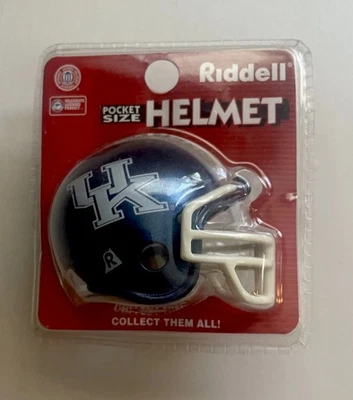 Riddell
POCKET
SIZE
HELMET
UK
R
COLLECT THEM ALL!